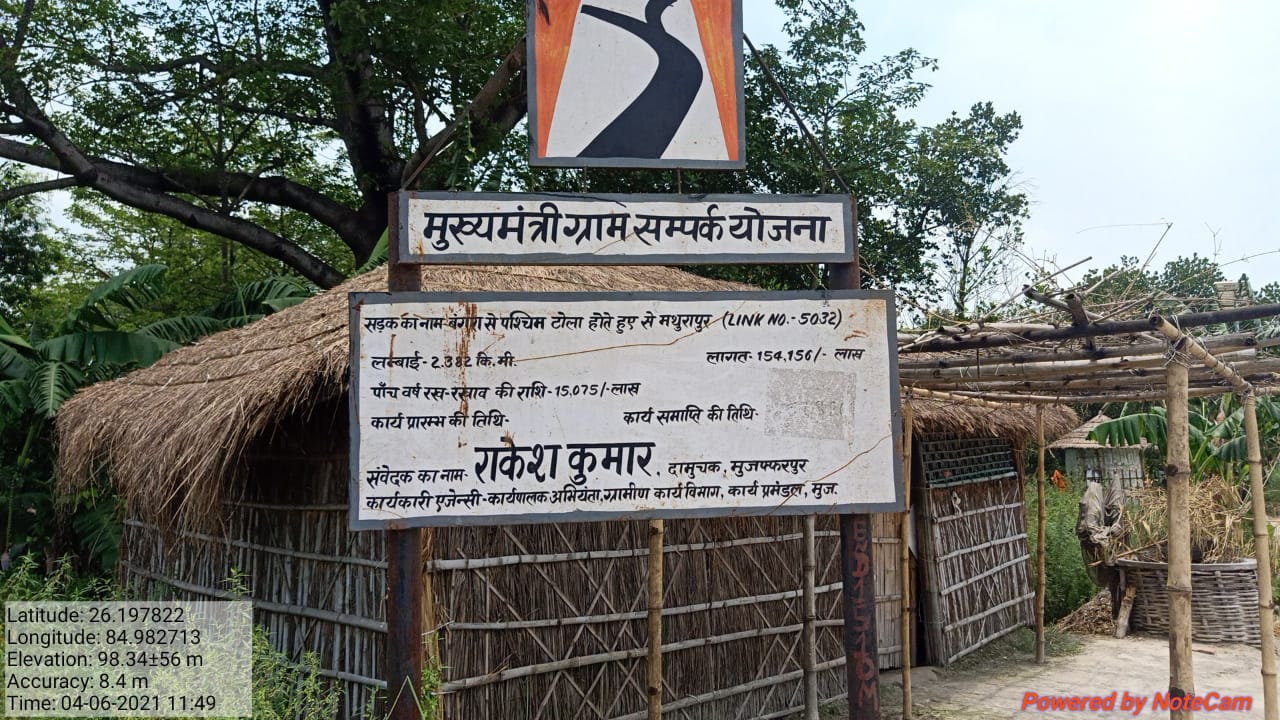 मुख्यमंत्री ग्राम सम्पर्क योजना
सड़क का नाम बंगरा से पश्चिम टोला होते हुए से मथुरापुर (LINK NO.-5032)
लम्बाई- 2.382 कि.मी. लागत- 154,156/- लाख
पाँच वर्ष रख-रखाव की राशि- 15,075/-लाख
कार्य प्रारम्भ की तिथि- कार्य समाप्ति की तिथि-
संवेदक का नाम- राकेश कुमार, दामुचक, मुजफ्फरपुर
कार्यकारी एजेन्सी-कार्यपालक अभियंता,ग्रामीण कार्य विभाग, कार्य प्रमंडल, मुज.
Latitude: 26.197822
Longitude: 84.982713
Elevation: 98.34±56 m
Accuracy: 8.4 m
Time: 04-06-2021 11:49
Powered by NoteCam